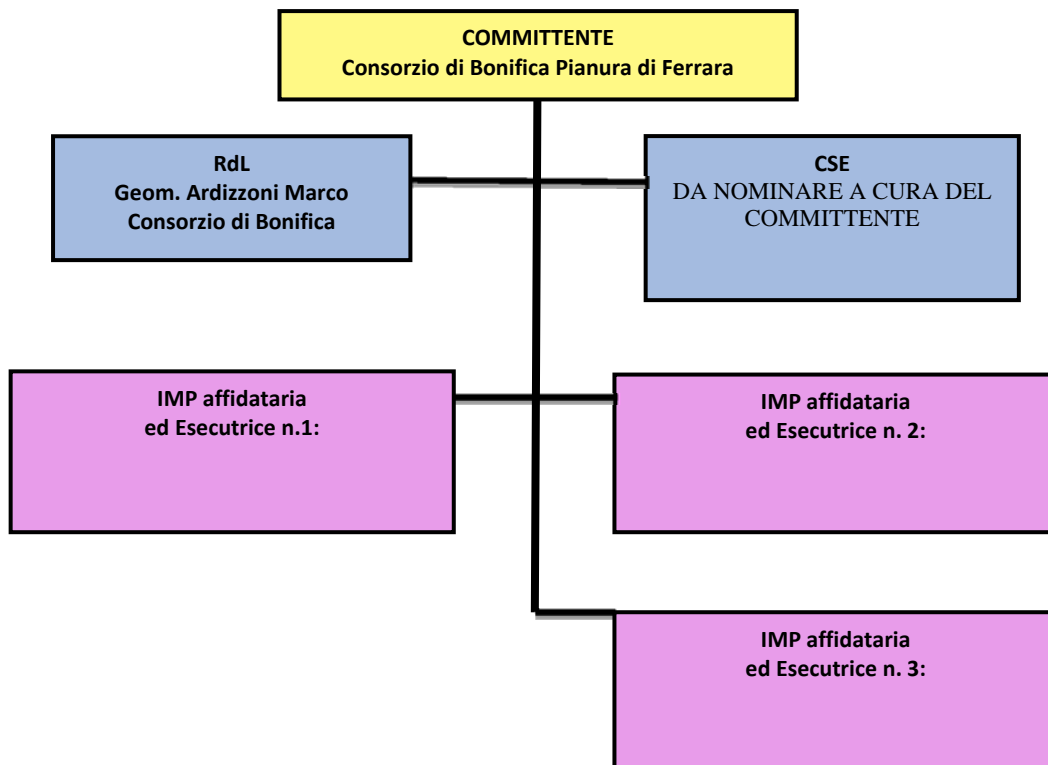 COMMITTENTE
Consorzio di Bonifica Pianura di Ferrara
RdL
Geom. Ardizzoni Marco
Consorzio di Bonifica
CSE
DA NOMINARE A CURA DEL
COMMITTENTE
IMP affidataria
ed Esecutrice n.1:
IMP affidataria
ed Esecutrice n. 2:
IMP affidataria
ed Esecutrice n. 3: